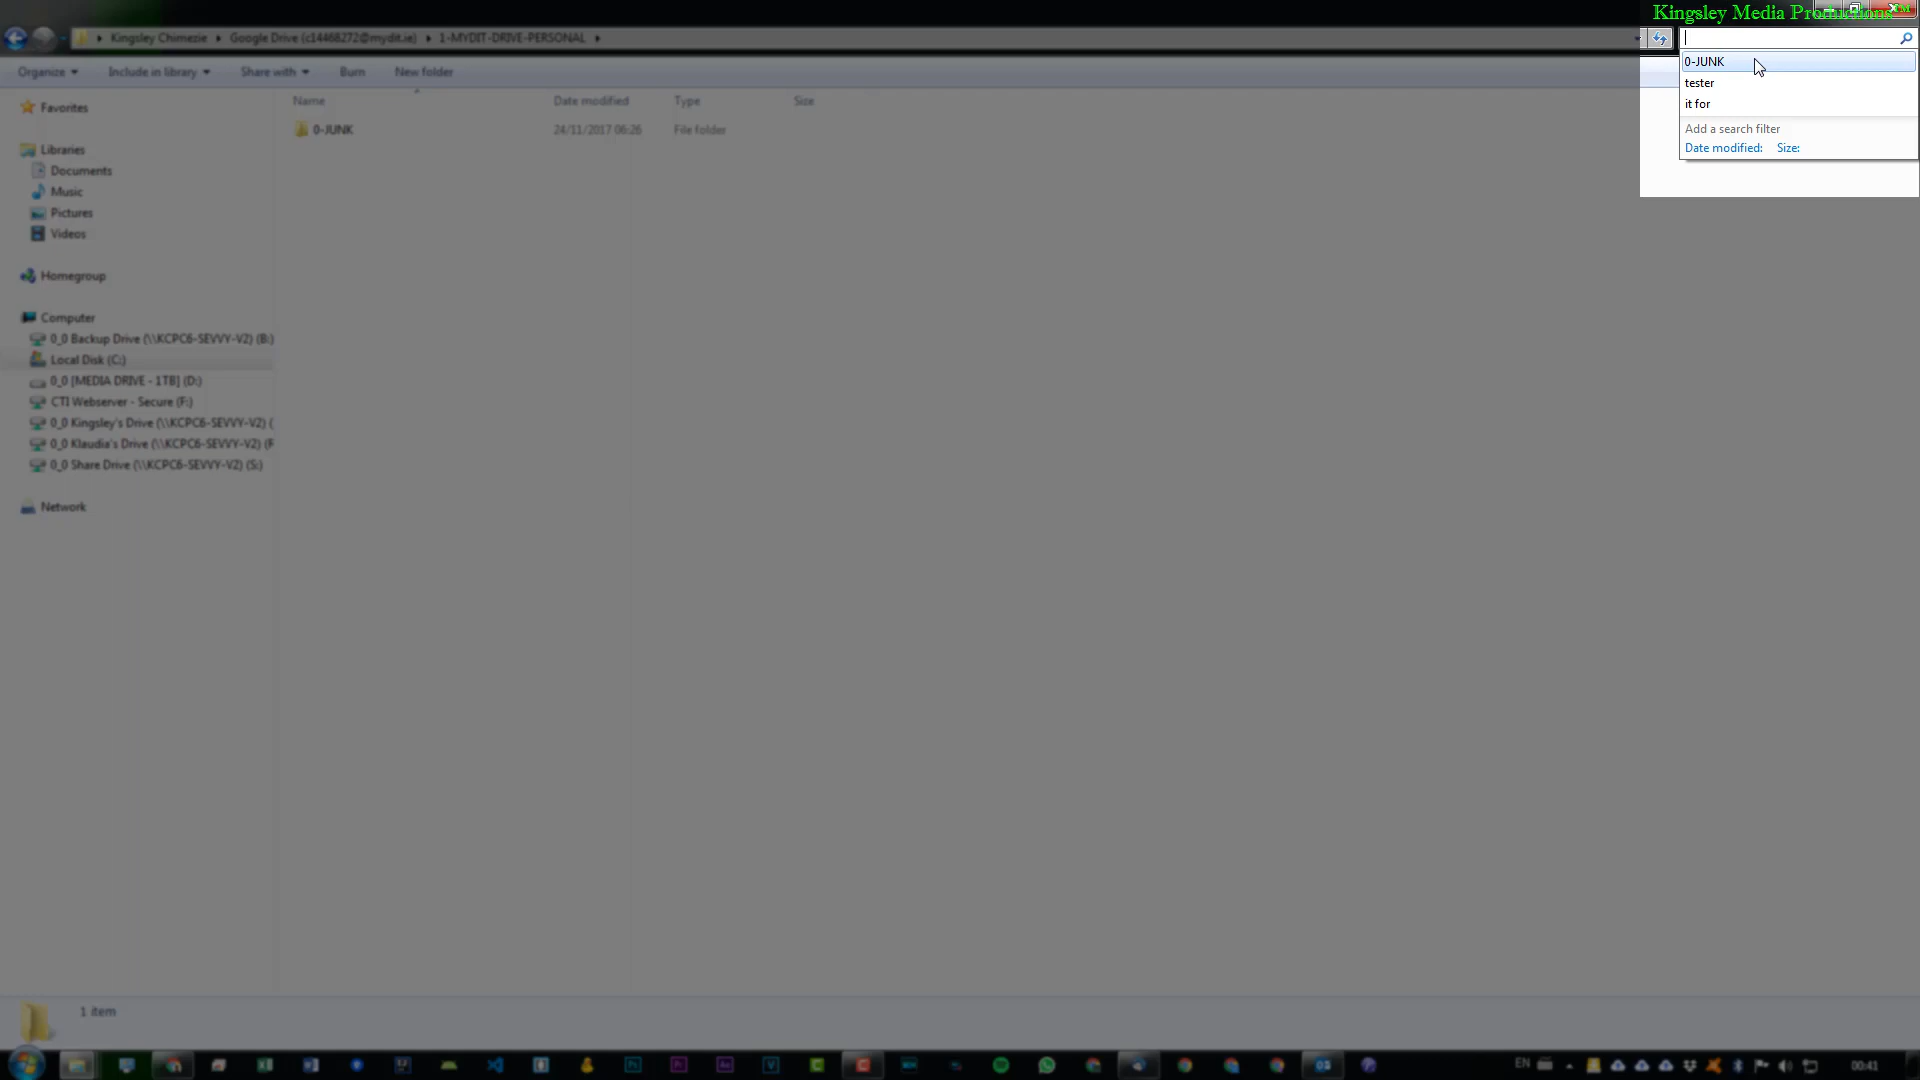 Kingsley Media Productions™
Kingsley Chimezie
Google Drive (c14468272@mydit.ie)
1-MYDIT-DRIVE-PERSONAL
0-JUNK
tester
it for
Add a search filter
Date modified: Size:
Organize
Include in library
Share with
Burn
New folder
Name
Date modified
Type
Size
0-JUNK
24/11/2017 06:26
File folder
Favorites
Libraries
Documents
Music
Pictures
Videos
Homegroup
Computer
0_0 Backup Drive (\\KCPC6-SEVVY-V2) (B:)
Local Disk (C:)
0_0 [MEDIA DRIVE - 1TB] (D:)
CTI Webserver - Secure (F:)
0_0 Kingsley's Drive (\\KCPC6-SEVVY-V2) (
0_0 Klaudia's Drive (\\KCPC6-SEVVY-V2) (
0_0 Share Drive (\\KCPC6-SEVVY-V2) (S:)
Network
1 item
EN
00:41